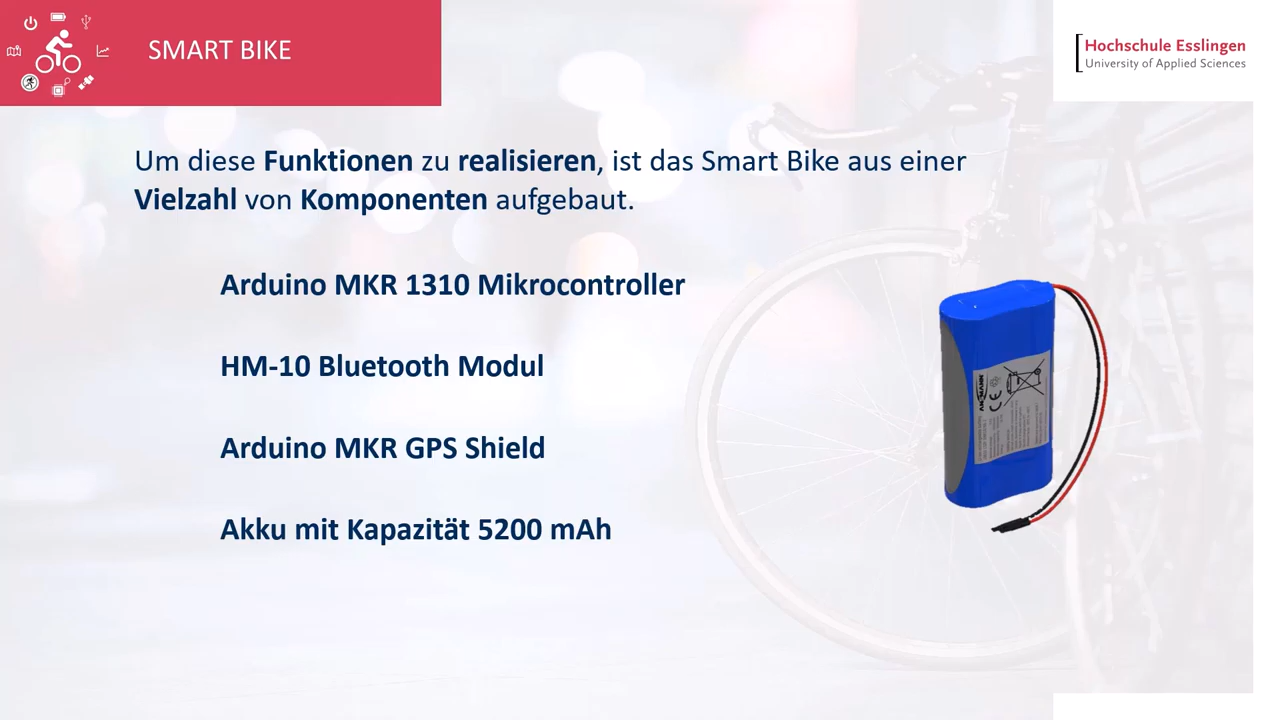 SMART BIKE
Hochschule Esslingen
University of Applied Sciences
Um diese Funktionen zu realisieren, ist das Smart Bike aus einer
Vielzahl von Komponenten aufgebaut.
Arduino MKR 1310 Mikrocontroller
HM-10 Bluetooth Modul
Arduino MKR GPS Shield
Akku mit Kapazität 5200 mAh
ANSMANN
CE